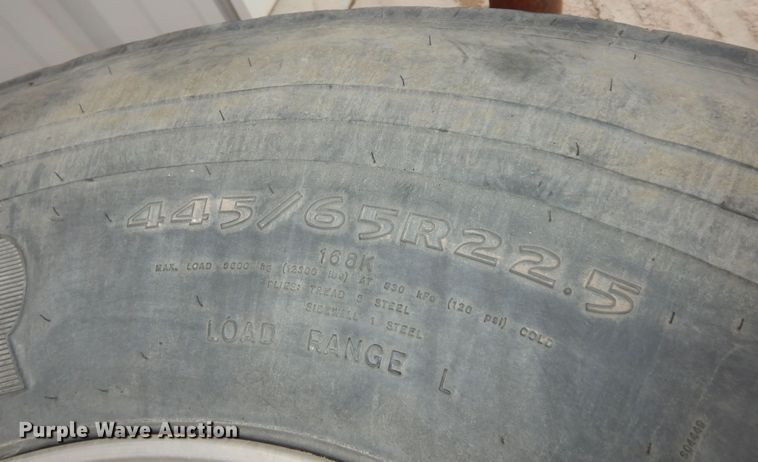 445/65R22.5
168K
MAX. LOAD 5600 kg (12300 lbs) AT 830 kPa (120 psi) COLD
PLIES: TREAD 5 STEEL
SIDEWALL 1 STEEL
LOAD RANGE L
Purple Wave Auction